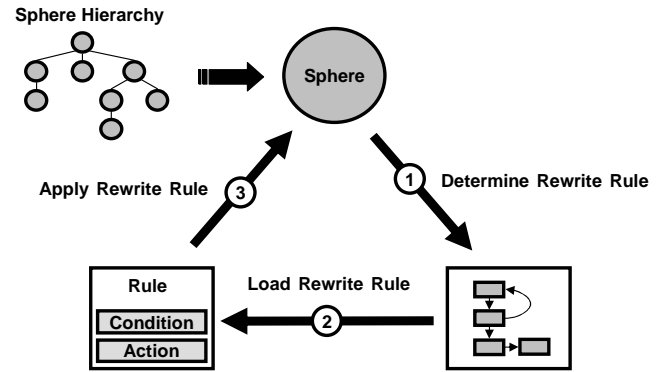 Sphere Hierarchy
Sphere
1
Determine Rewrite Rule
Apply Rewrite Rule
3
Rule
Condition
Action
Load Rewrite Rule
2